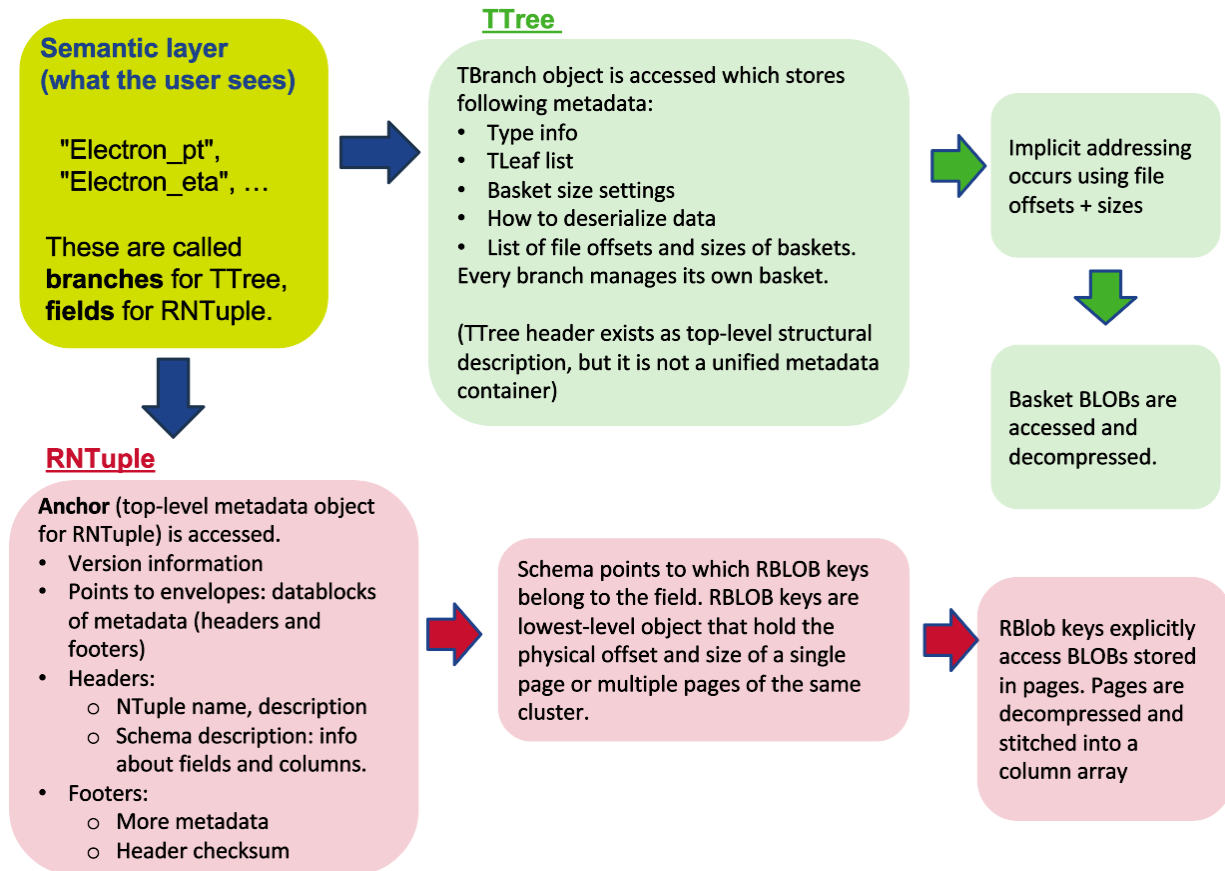 Semantic layer
(what the user sees)
"Electron_pt",
"Electron_eta", …
These are called
branches for TTree,
fields for RNTuple.
TTree
TBranch object is accessed which stores
following metadata:
• Type info
• TLeaf list
• Basket size settings
• How to deserialize data
• List of file offsets and sizes of baskets.
Every branch manages its own basket.
(TTree header exists as top-level structural
description, but it is not a unified metadata
container)
Implicit addressing
occurs using file
offsets + sizes
Basket BLOBs are
accessed and
decompressed.
RNTuple
Anchor (top-level metadata object
for RNTuple) is accessed.
• Version information
• Points to envelopes: datablocks
of metadata (headers and
footers)
• Headers:
o NTuple name, description
o Schema description: info
about fields and columns.
• Footers:
o More metadata
o Header checksum
Schema points to which RBLOB keys
belong to the field. RBLOB keys are
lowest-level object that hold the
physical offset and size of a single
page or multiple pages of the same
cluster.
RBlob keys explicitly
access BLOBs stored
in pages. Pages are
decompressed and
stitched into a
column array